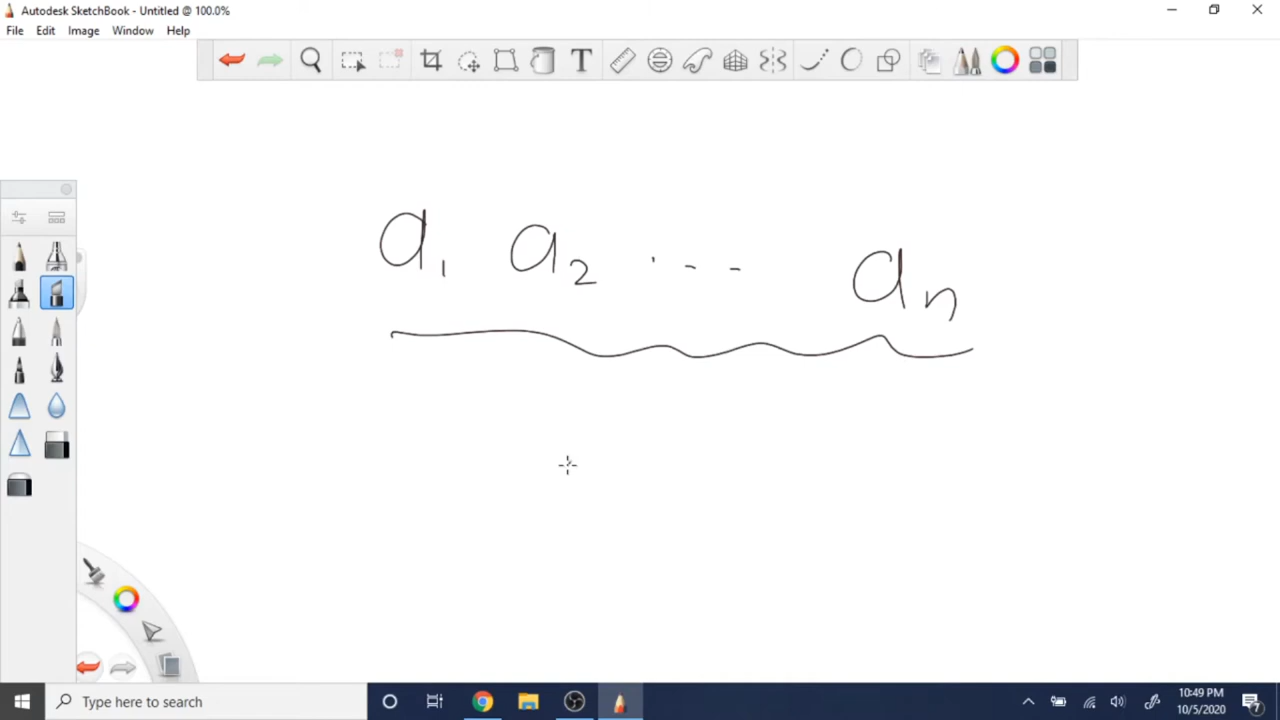 Autodesk SketchBook - Untitled @ 100.0%
File Edit Image Window Help
T
a₁ a₂ ... aₙ
Type here to search
10:49 PM
10/5/2020
7